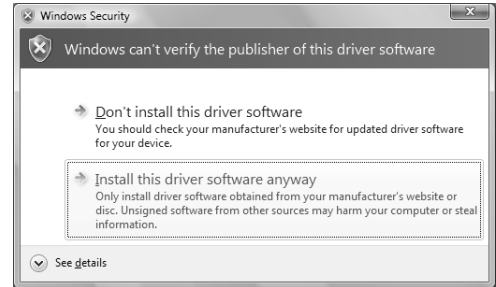 Windows Security
Windows can't verify the publisher of this driver software
Don't install this driver software
You should check your manufacturer's website for updated driver software
for your device.
Install this driver software anyway
Only install driver software obtained from your manufacturer's website or
disc. Unsigned software from other sources may harm your computer or steal
information.
See details